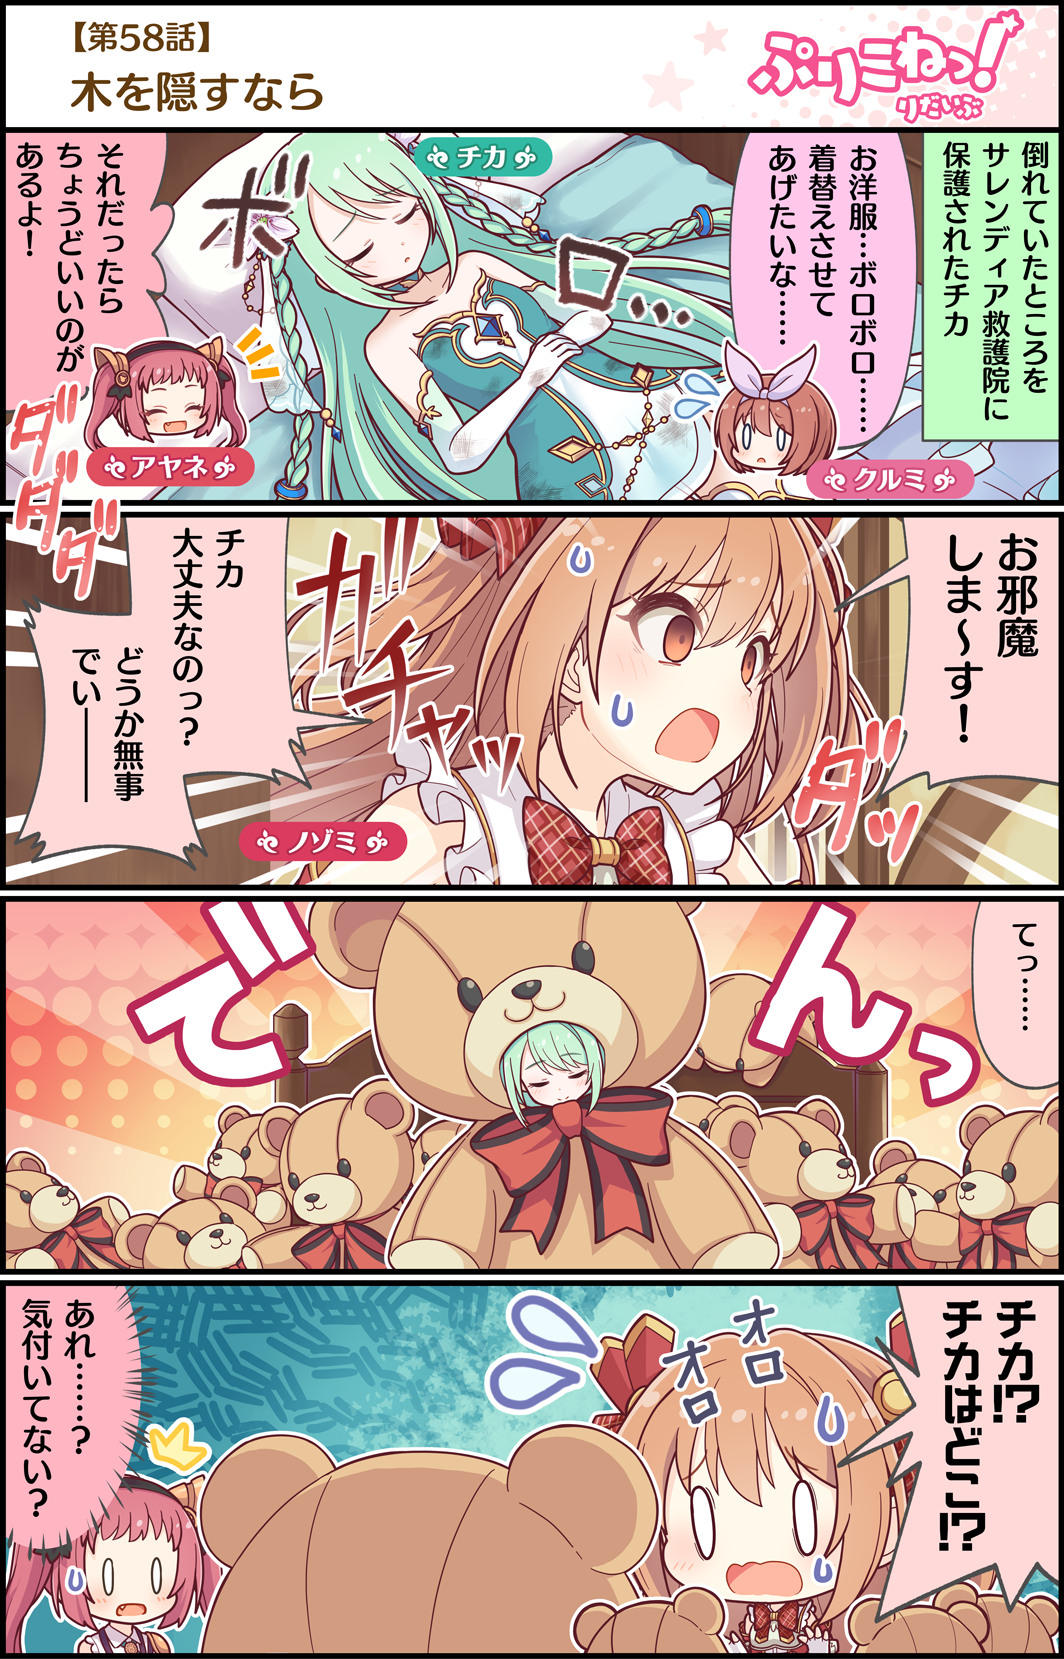 【第58話】
木を隠すなら
ぷりこねっ!
りだいぶ
倒れていたところを
サレンディア救護院に
保護されたチカ
お洋服…ボロボロ……
着替えさせて
あげたいな……
チカ
ボロ…
クルミ
それだったら
ちょうどいいのが
あるよ!
アヤネ
ダダダダ
お邪魔
しま〜す!
ガチャッ
ダッ
チカ
大丈夫なのっ?
どうか無事
でい――
ノゾミ
てっ……
でんっ
チカ!?
チカはどこ!?
オロ
オロ
あれ……?
気付いてない?